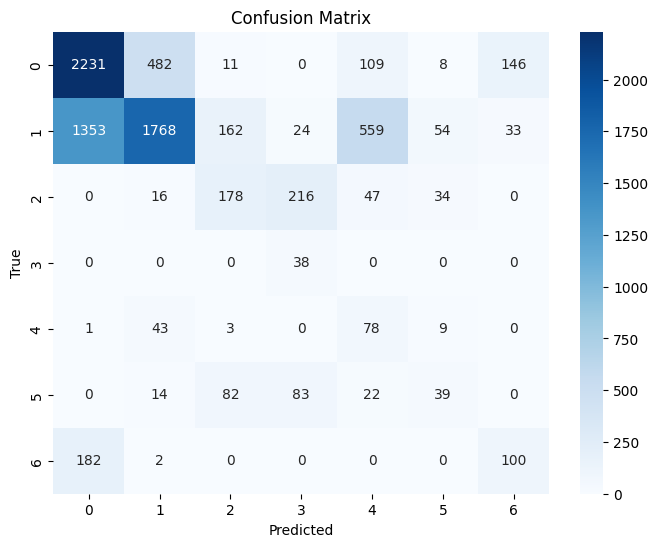 Confusion Matrix
0 2231 482 11 0 109 8 146
1 1353 1768 162 24 559 54 33
2 0 16 178 216 47 34 0
3 0 0 0 38 0 0 0
4 1 43 3 0 78 9 0
5 0 14 82 83 22 39 0
6 182 2 0 0 0 0 100
0 1 2 3 4 5 6
True
Predicted
2000
1750
1500
1250
1000
750
500
250
0